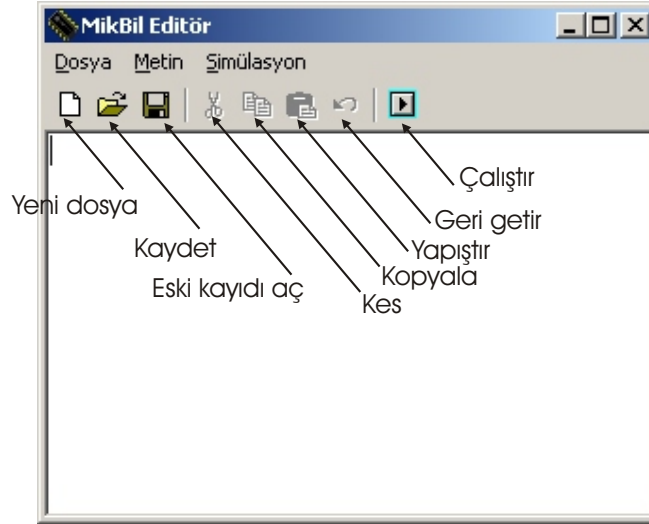 MikBil Editör
Dosya Metin Simülasyon
Çalıştır
Yeni dosya
Geri getir
Kaydet
Yapıştır
Kopyala
Eski kayıdı aç
Kes